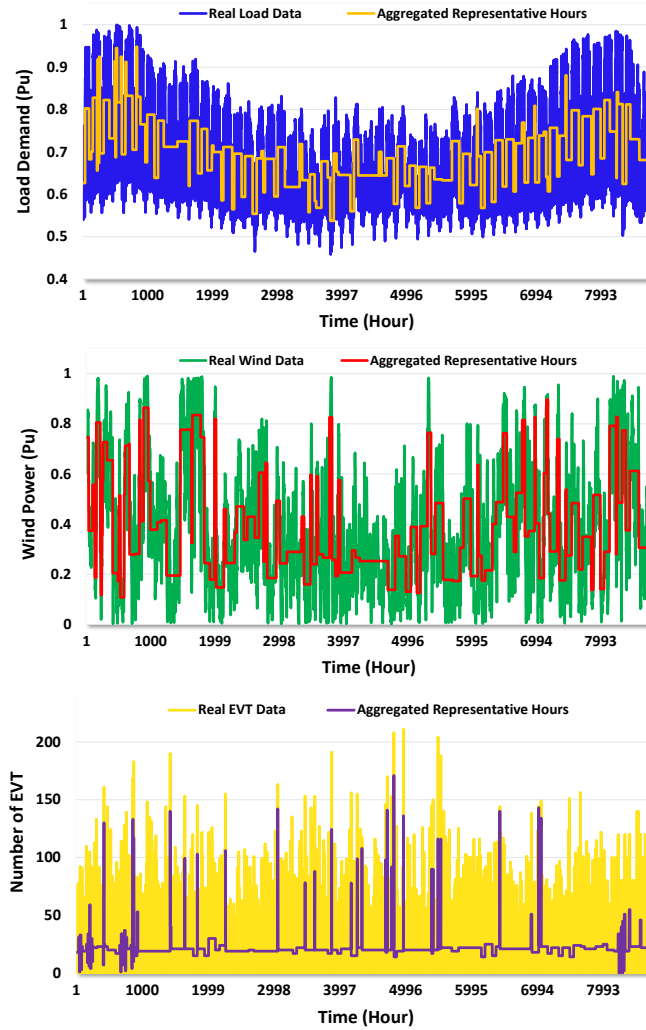 Real Load Data Aggregated Representative Hours
1
0.9
0.8
0.7
0.6
0.5
0.4
Load Demand (Pu)
1 1000 1999 2998 3997 4996 5995 6994 7993
Time (Hour)
Real Wind Data Aggregated Representative Hours
1
0.8
0.6
0.4
0.2
0
Wind Power (Pu)
1 1000 1999 2998 3997 4996 5995 6994 7993
Time (Hour)
Real EVT Data Aggregated Representative Hours
200
150
100
50
0
Number of EVT
1 1000 1999 2998 3997 4996 5995 6994 7993
Time (Hour)